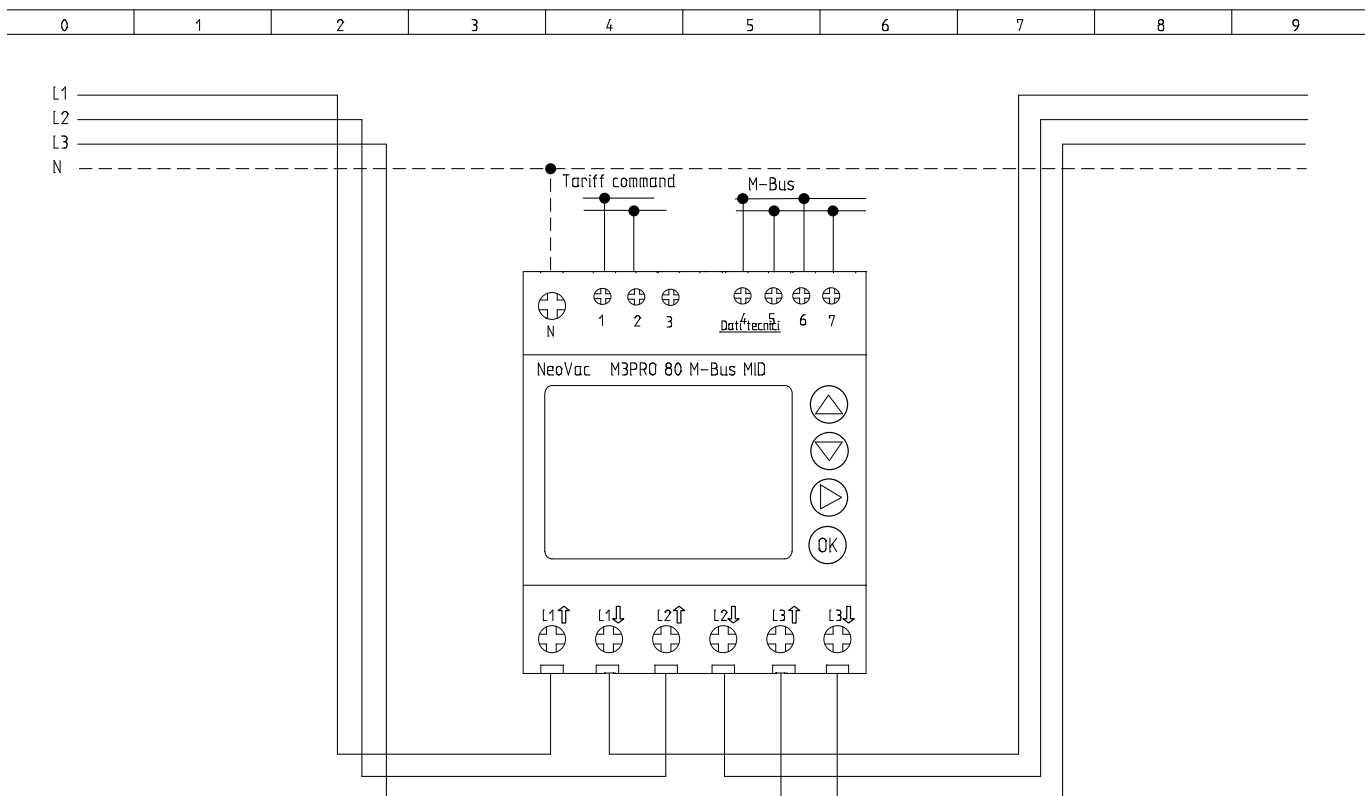 0 1 2 3 4 5 6 7 8 9
L1
L2
L3
N
Tariff command M-Bus
N 1 2 3 4 5 6 7
Dati tecnici
NeoVac M3PRO 80 M-Bus MID
OK
L1⇧ L1⇩ L2⇧ L2⇩ L3⇧ L3⇩